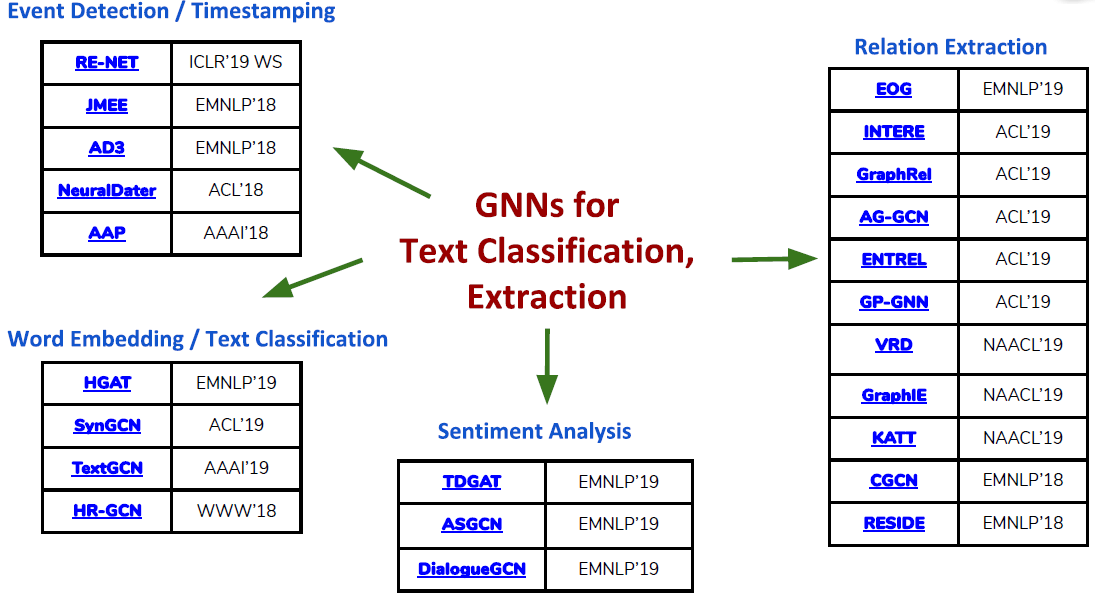 Event Detection / Timestamping
RE-NET ICLR’19 WS
JMEE EMNLP’18
AD3 EMNLP’18
NeuralDater ACL’18
AAP AAAI’18
GNNs for
Text Classification,
Extraction
Relation Extraction
EOG EMNLP’19
INTERE ACL’19
GraphRel ACL’19
AG-GCN ACL’19
ENTREL ACL’19
GP-GNN ACL’19
VRD NAACL’19
GraphIE NAACL’19
KATT NAACL’19
CGCN EMNLP’18
RESIDE EMNLP’18
Word Embedding / Text Classification
HGAT EMNLP’19
SynGCN ACL’19
TextGCN AAAI’19
HR-GCN WWW’18
Sentiment Analysis
TDGAT EMNLP’19
ASGCN EMNLP’19
DialogueGCN EMNLP’19